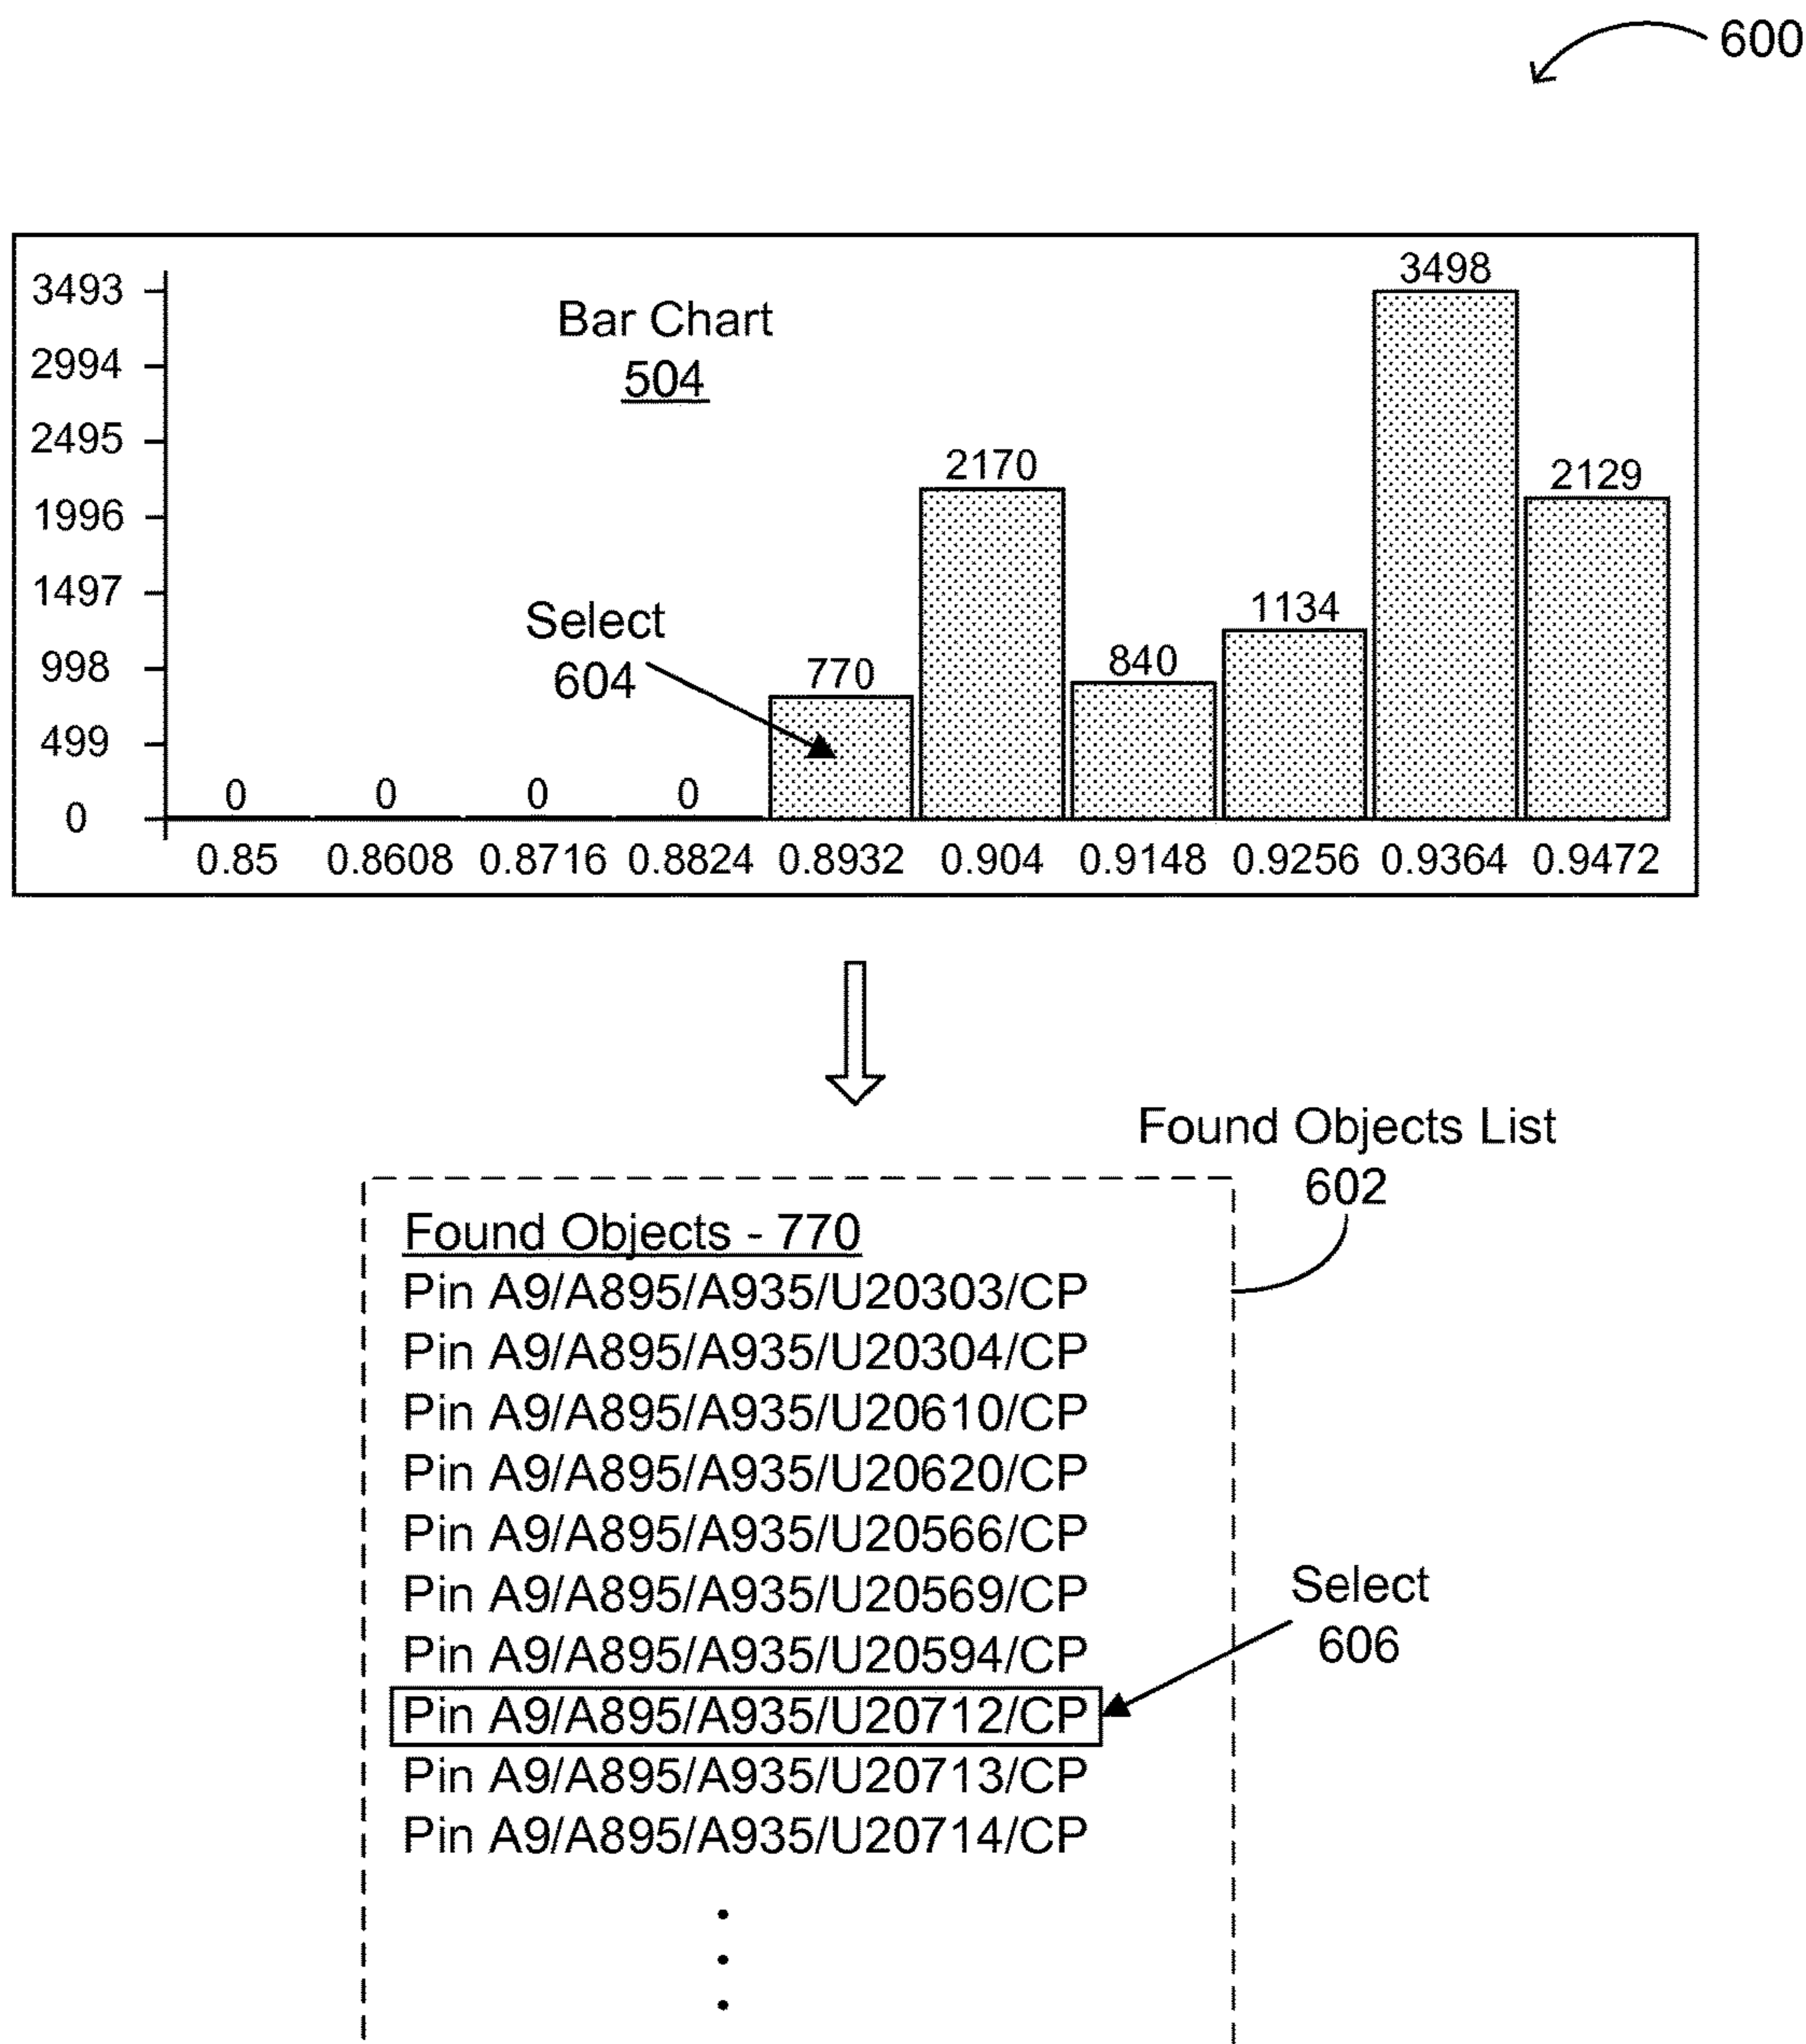 600
3498
3493
Bar Chart
504
2994
2495
2170
2129
1996
1497
Select
604
1134
998
770
840
499
0 0 0 0
0
0.85 0.8608 0.8716 0.8824 0.8932 0.904 0.9148 0.9256 0.9364 0.9472
Found Objects List
602
Found Objects - 770
Pin A9/A895/A935/U20303/CP
Pin A9/A895/A935/U20304/CP
Pin A9/A895/A935/U20610/CP
Pin A9/A895/A935/U20620/CP
Pin A9/A895/A935/U20566/CP
Pin A9/A895/A935/U20569/CP
Pin A9/A895/A935/U20594/CP
Pin A9/A895/A935/U20712/CP
Pin A9/A895/A935/U20713/CP
Pin A9/A895/A935/U20714/CP
Select
606